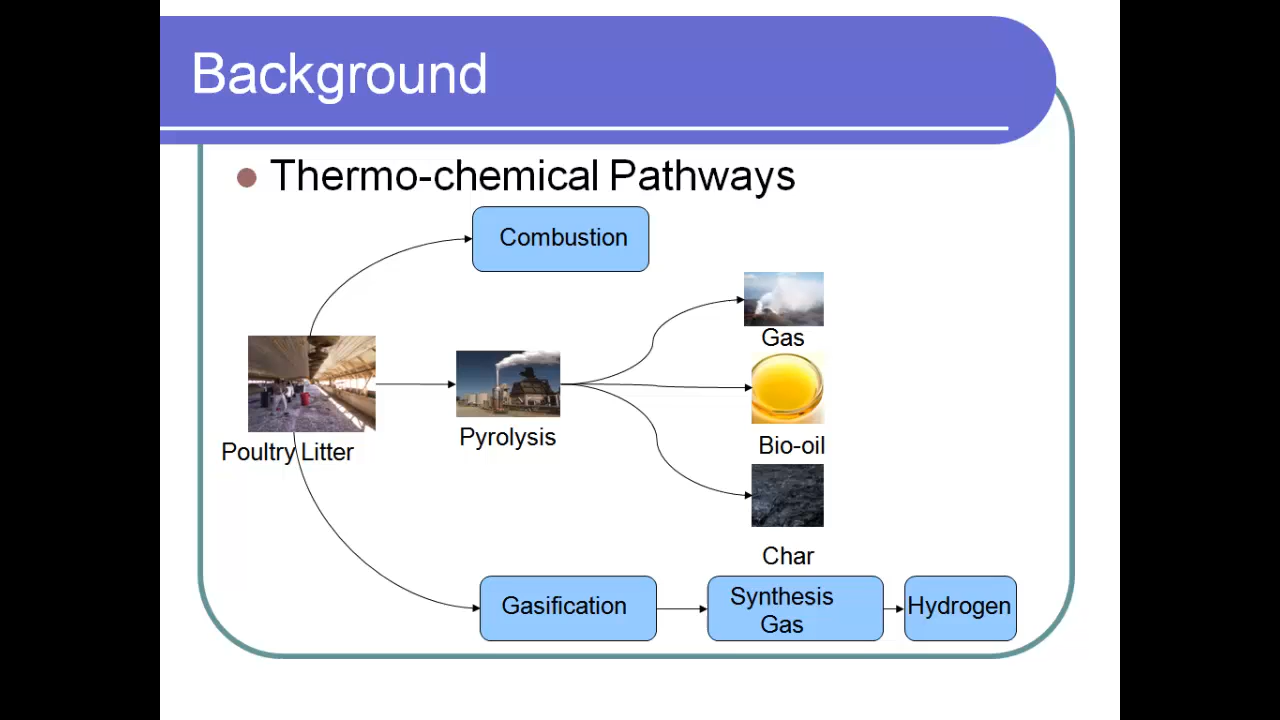 Background
Thermo-chemical Pathways
Combustion
Gas
Poultry Litter
Pyrolysis
Bio-oil
Char
Gasification
Synthesis
Gas
Hydrogen